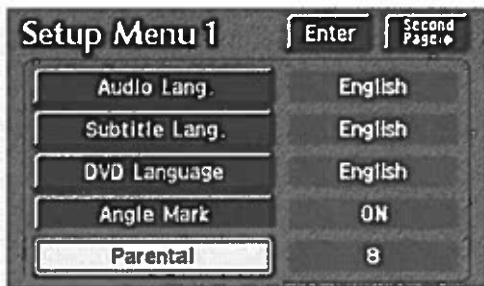 Setup Menu 1 Enter Second
Page
Audio Lang. English
Subtitle Lang. English
DVD Language English
Angle Mark ON
Parental 8